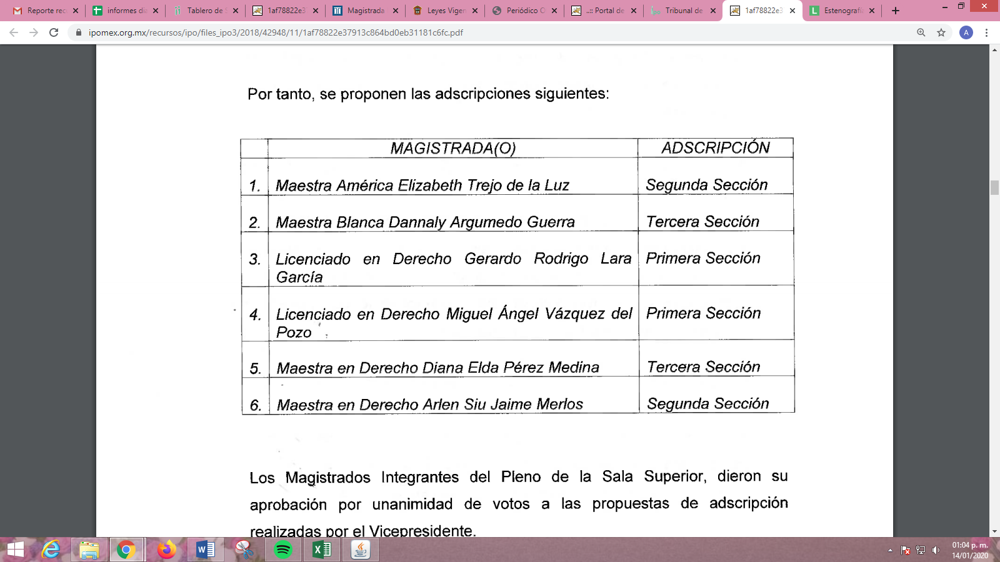 Reporte re
informes di
Tablero de S
1af78822e3
Magistrada
Leyes Vigen
Periódico O
..:: Portal de
Tribunal de
1af78822e3
Estenografí
ipomex.org.mx/recursos/ipo/files_ipo3/2018/42948/11/1af78822e37913c864bd0eb31181c6fc.pdf
A
Por tanto, se proponen las adscripciones siguientes:
MAGISTRADA(O) ADSCRIPCIÓN
1. Maestra América Elizabeth Trejo de la Luz Segunda Sección
2. Maestra Blanca Dannaly Argumedo Guerra Tercera Sección
3. Licenciado en Derecho Gerardo Rodrigo Lara Primera Sección
García
4. Licenciado en Derecho Miguel Ángel Vázquez del Primera Sección
Pozo
5. Maestra en Derecho Diana Elda Pérez Medina Tercera Sección
6. Maestra en Derecho Arlen Siu Jaime Merlos Segunda Sección
Los Magistrados Integrantes del Pleno de la Sala Superior, dieron su
aprobación por unanimidad de votos a las propuestas de adscripción
realizadas por el Vicepresidente.
01:04 p. m.
14/01/2020